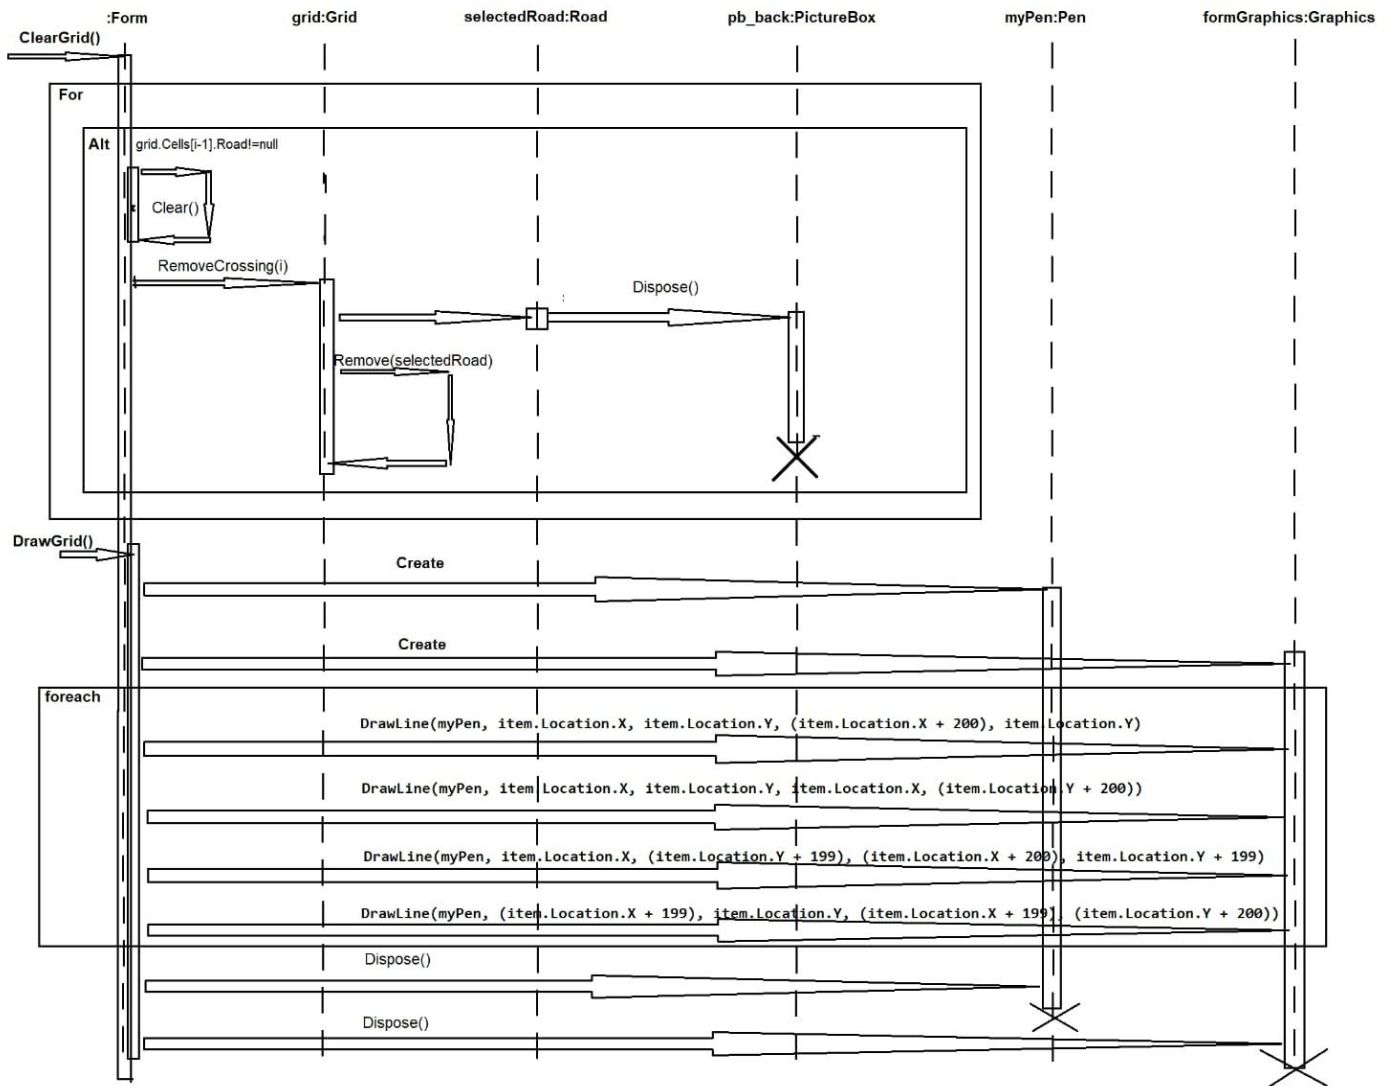 :Form grid:Grid selectedRoad:Road pb_back:PictureBox myPen:Pen formGraphics:Graphics
ClearGrid()
For
Alt grid.Cells[i-1].Road!=null
Clear()
RemoveCrossing(i)
Dispose()
Remove(selectedRoad)
DrawGrid()
Create
Create
foreach
DrawLine(myPen, item.Location.X, item.Location.Y, (item.Location.X + 200), item.Location.Y)
DrawLine(myPen, item.Location.X, item.Location.Y, item.Location.X, (item.Location.Y + 200))
DrawLine(myPen, item.Location.X, (item.Location.Y + 199), (item.Location.X + 200), item.Location.Y + 199)
DrawLine(myPen, (item.Location.X + 199), item.Location.Y, (item.Location.X + 199), (item.Location.Y + 200))
Dispose()
Dispose()